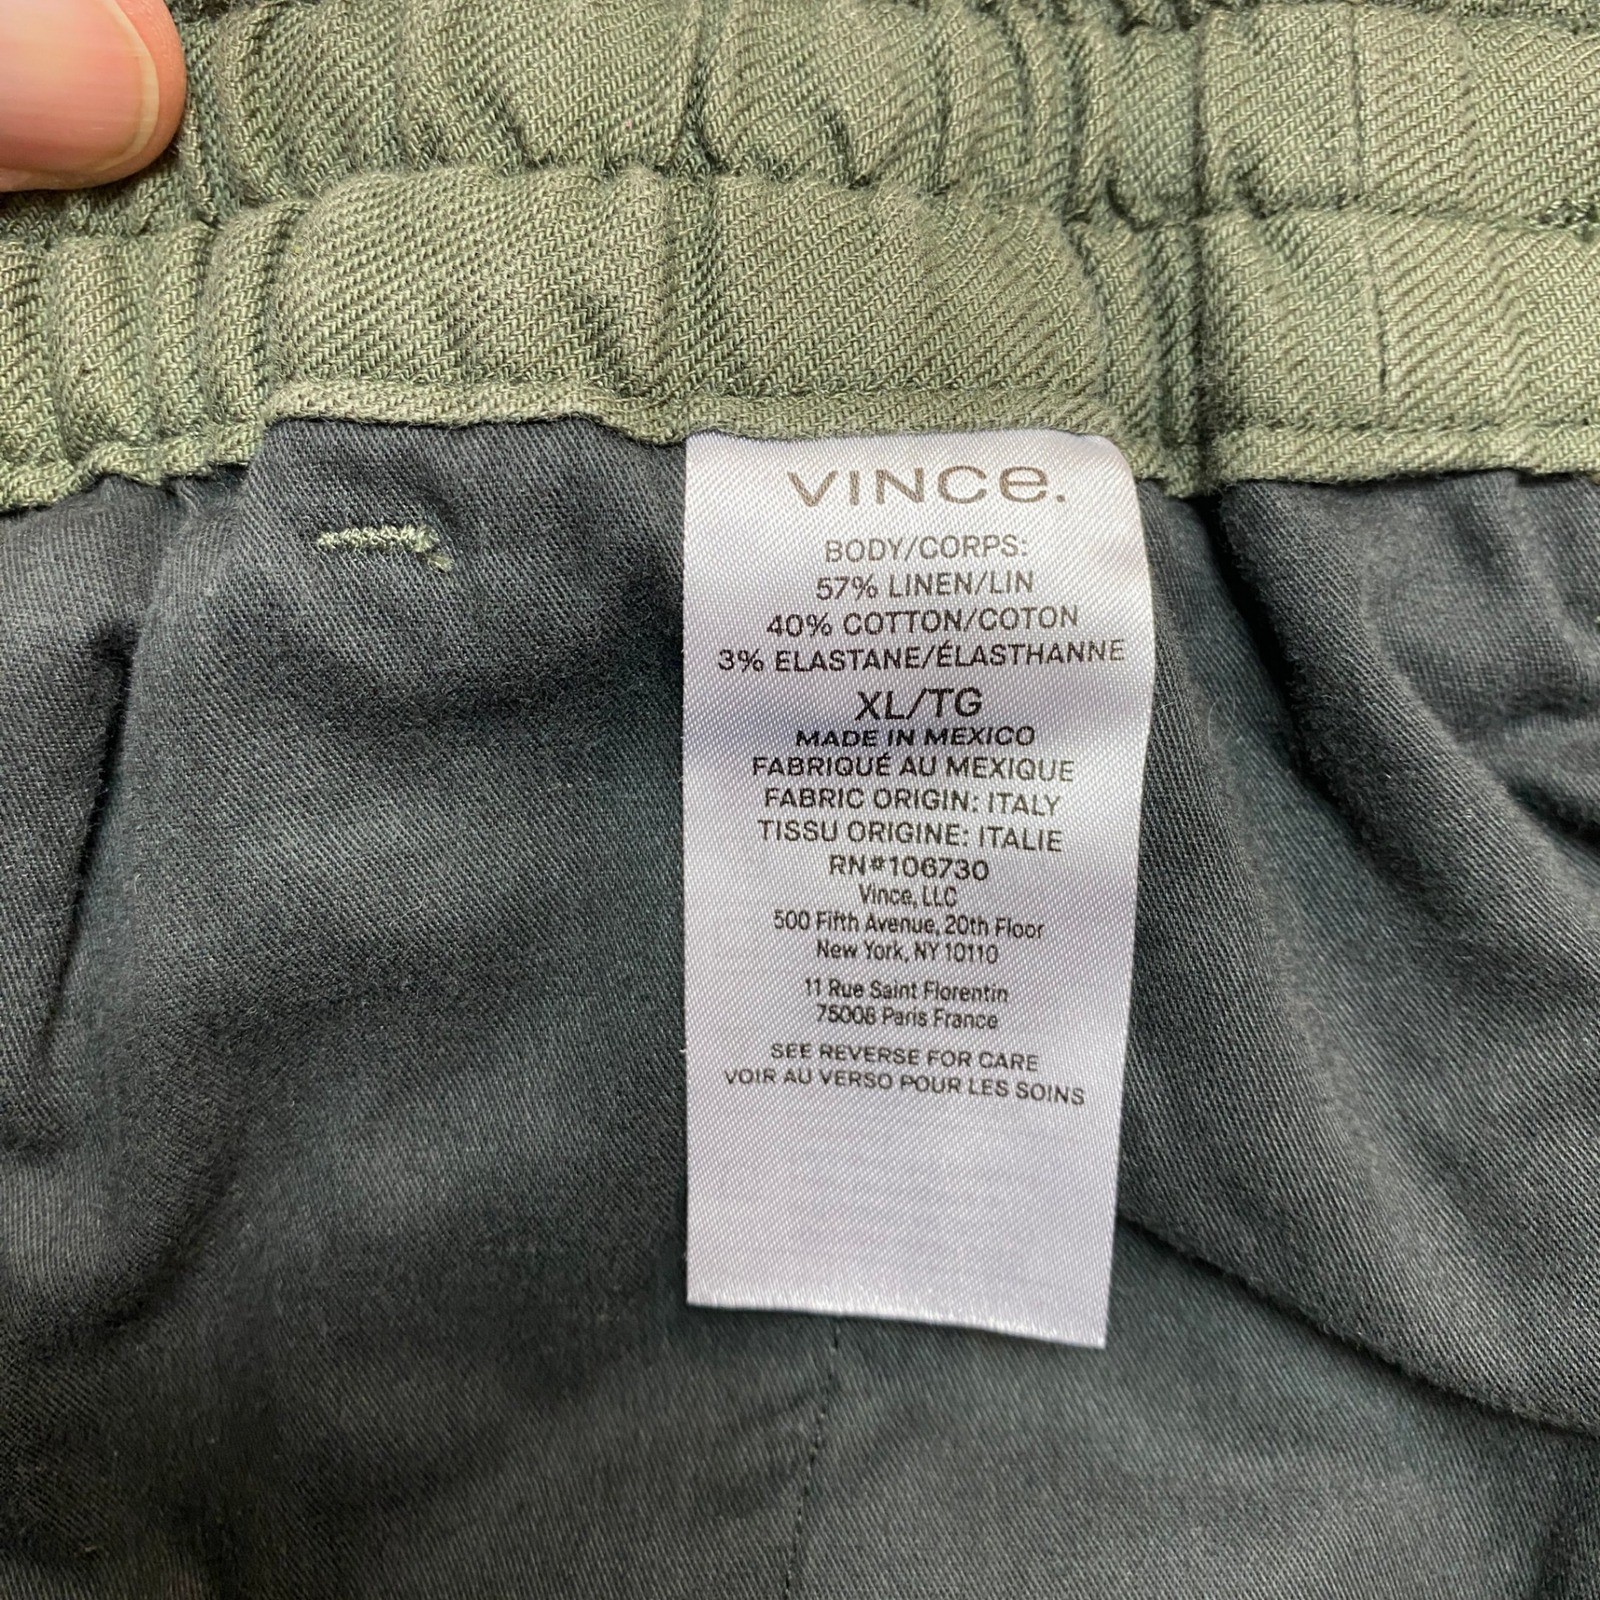 VINCe.
BODY/CORPS:
57% LINEN/LIN
40% COTTON/COTON
3% ELASTANE/ÉLASTHANNE
XL/TG
MADE IN MEXICO
FABRIQUÉ AU MEXIQUE
FABRIC ORIGIN: ITALY
TISSU ORIGINE: ITALIE
RN#106730
Vince, LLC
500 Fifth Avenue, 20th Floor
New York, NY 10110
11 Rue Saint Florentin
75008 Paris France
SEE REVERSE FOR CARE
VOIR AU VERSO POUR LES SOINS